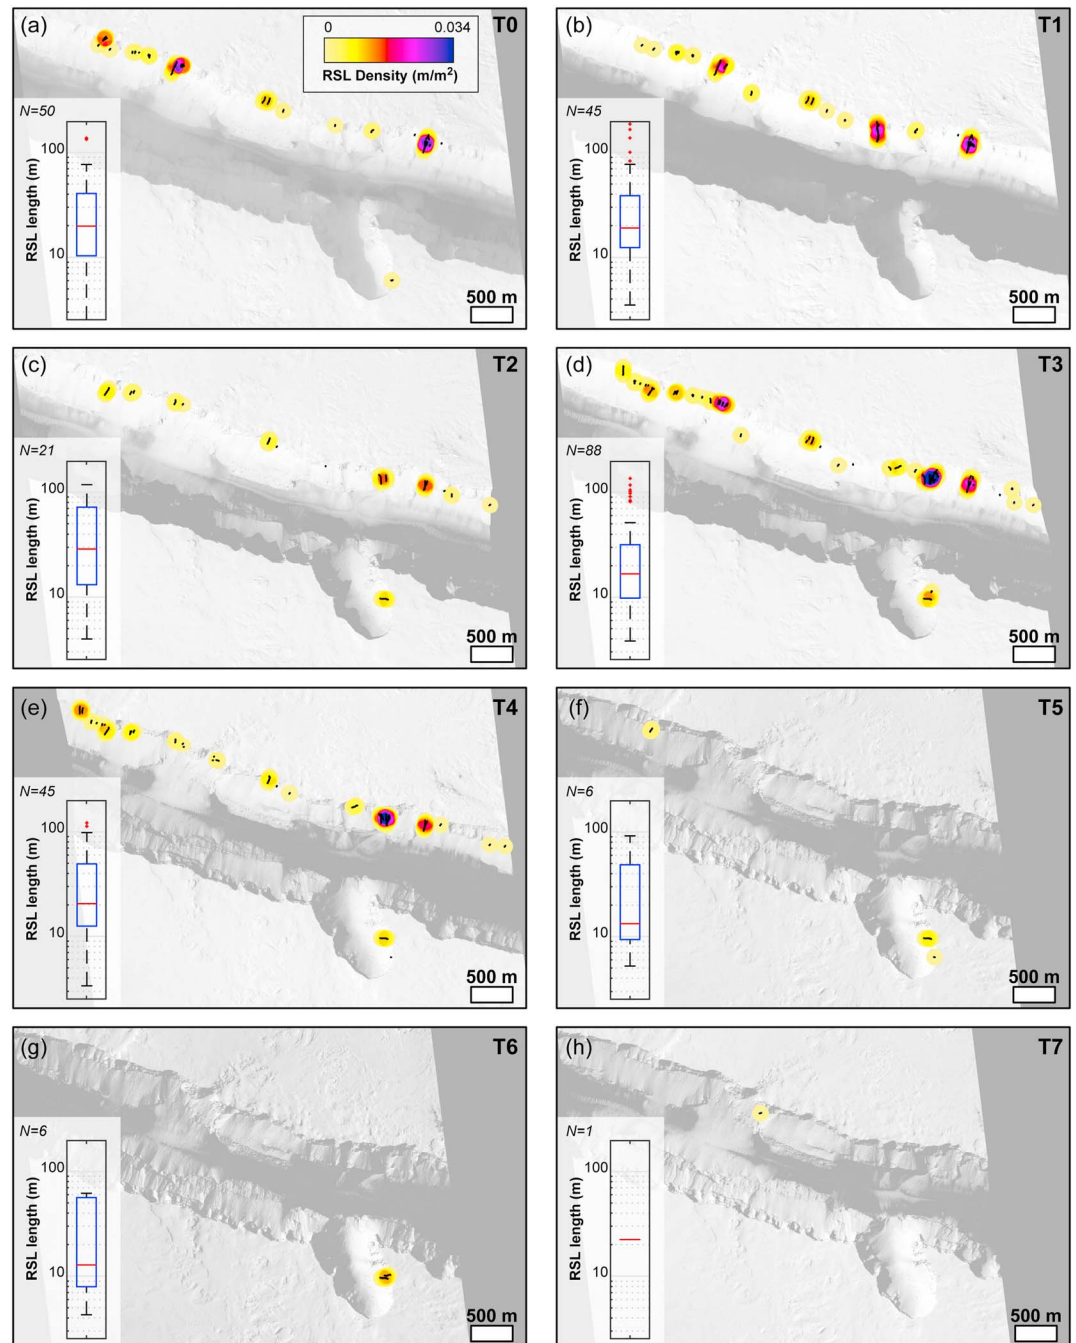 (a)
T0
0
0.034
RSL Density (m/m²)
N=50
100
10
RSL length (m)
500 m
(b)
T1
N=45
100
10
RSL length (m)
500 m
(c)
T2
N=21
100
10
RSL length (m)
500 m
(d)
T3
N=88
100
10
RSL length (m)
500 m
(e)
T4
N=45
100
10
RSL length (m)
500 m
(f)
T5
N=6
100
10
RSL length (m)
500 m
(g)
T6
N=6
100
10
RSL length (m)
500 m
(h)
T7
N=1
100
10
RSL length (m)
500 m